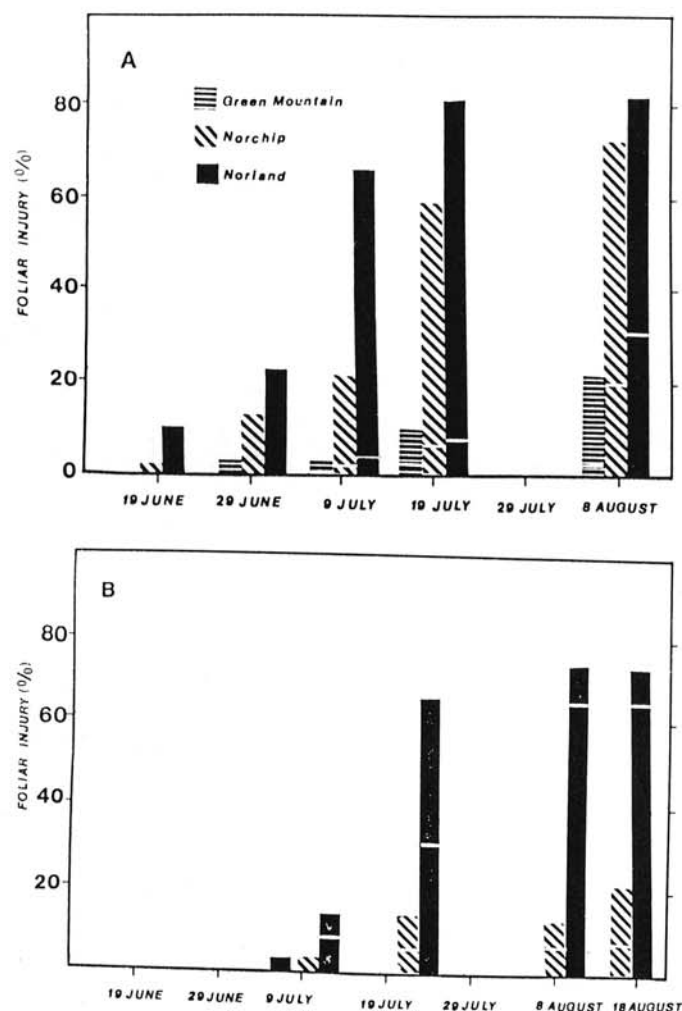 A
Green Mountain
Norchip
Norland
FOLIAR INJURY (%)
80
60
40
20
0
19 JUNE 29 JUNE 9 JULY 19 JULY 29 JULY 8 AUGUST
B
FOLIAR INJURY (%)
80
60
40
20
19 JUNE 29 JUNE 9 JULY 19 JULY 29 JULY 8 AUGUST 18 AUGUST